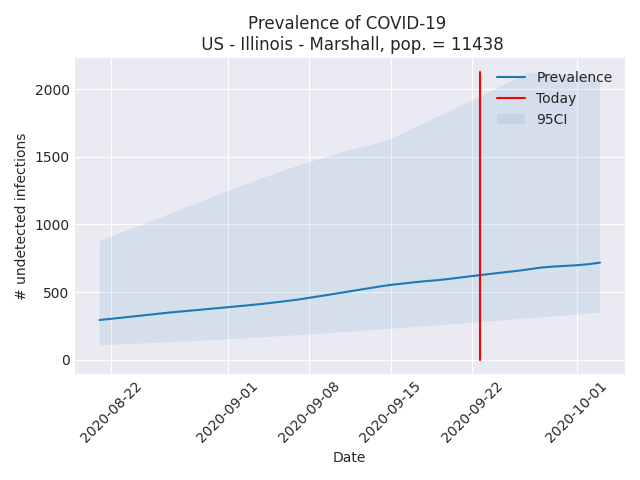 Prevalence of COVID-19
US - Illinois - Marshall, pop. = 11438
# undetected infections
2000
1500
1000
500
0
Prevalence
Today
95CI
2020-08-22
2020-09-01
2020-09-08
2020-09-15
2020-09-22
2020-10-01
Date